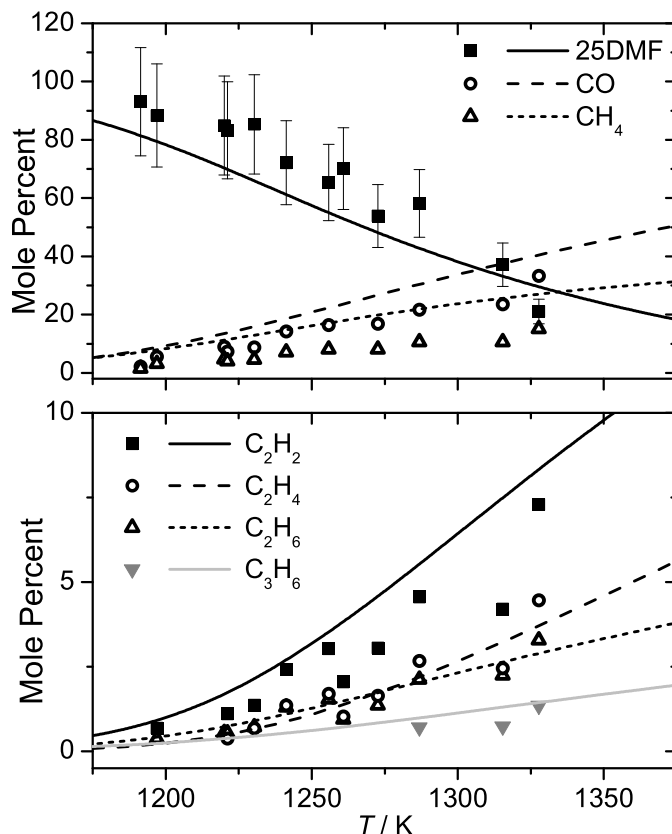 120
100
80
60
40
20
0
Mole Percent
25DMF
CO
CH₄
10
5
0
Mole Percent
C₂H₂
C₂H₄
C₂H₆
C₃H₆
1200
1250
1300
1350
T / K